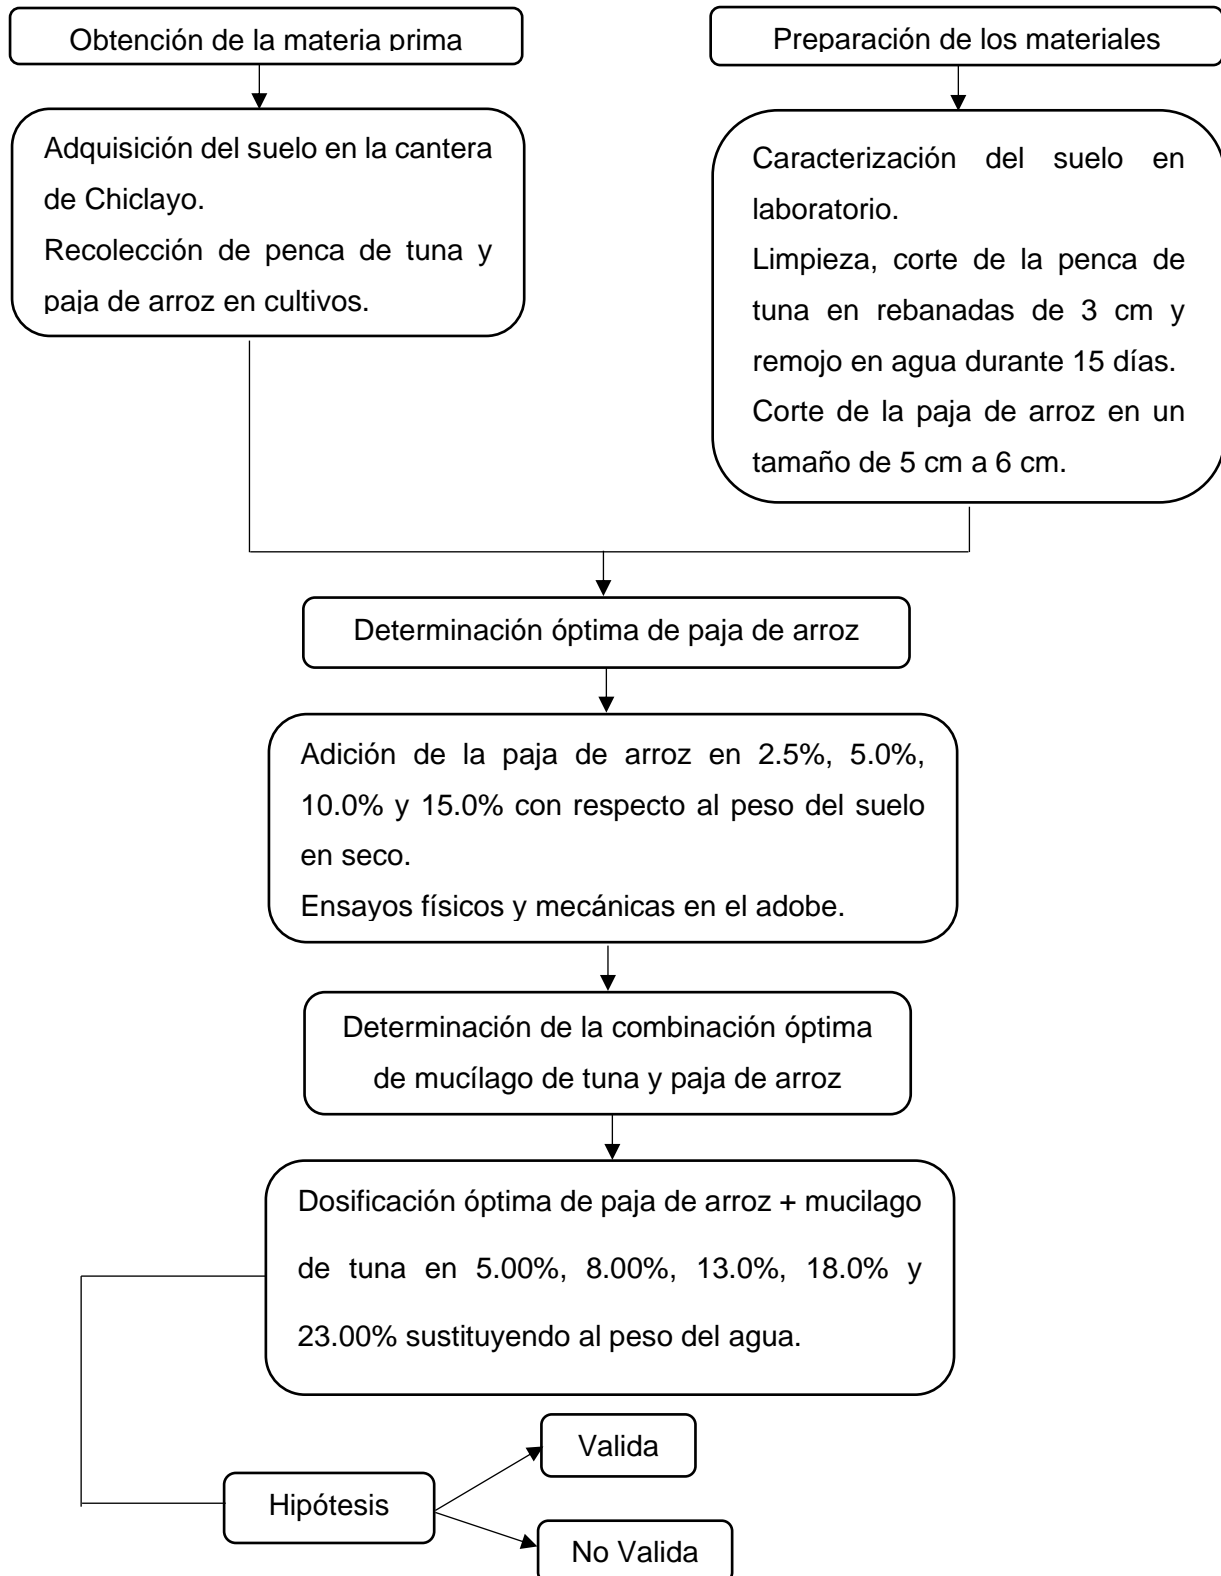 Obtención de la materia prima
Adquisición del suelo en la cantera
de Chiclayo.
Recolección de penca de tuna y
paja de arroz en cultivos.
Preparación de los materiales
Caracterización del suelo en
laboratorio.
Limpieza, corte de la penca de
tuna en rebanadas de 3 cm y
remojo en agua durante 15 días.
Corte de la paja de arroz en un
tamaño de 5 cm a 6 cm.
Determinación óptima de paja de arroz
Adición de la paja de arroz en 2.5%, 5.0%,
10.0% y 15.0% con respecto al peso del suelo
en seco.
Ensayos físicos y mecánicas en el adobe.
Determinación de la combinación óptima
de mucílago de tuna y paja de arroz
Dosificación óptima de paja de arroz + mucilago
de tuna en 5.00%, 8.00%, 13.0%, 18.0% y
23.00% sustituyendo al peso del agua.
Hipótesis
Valida
No Valida